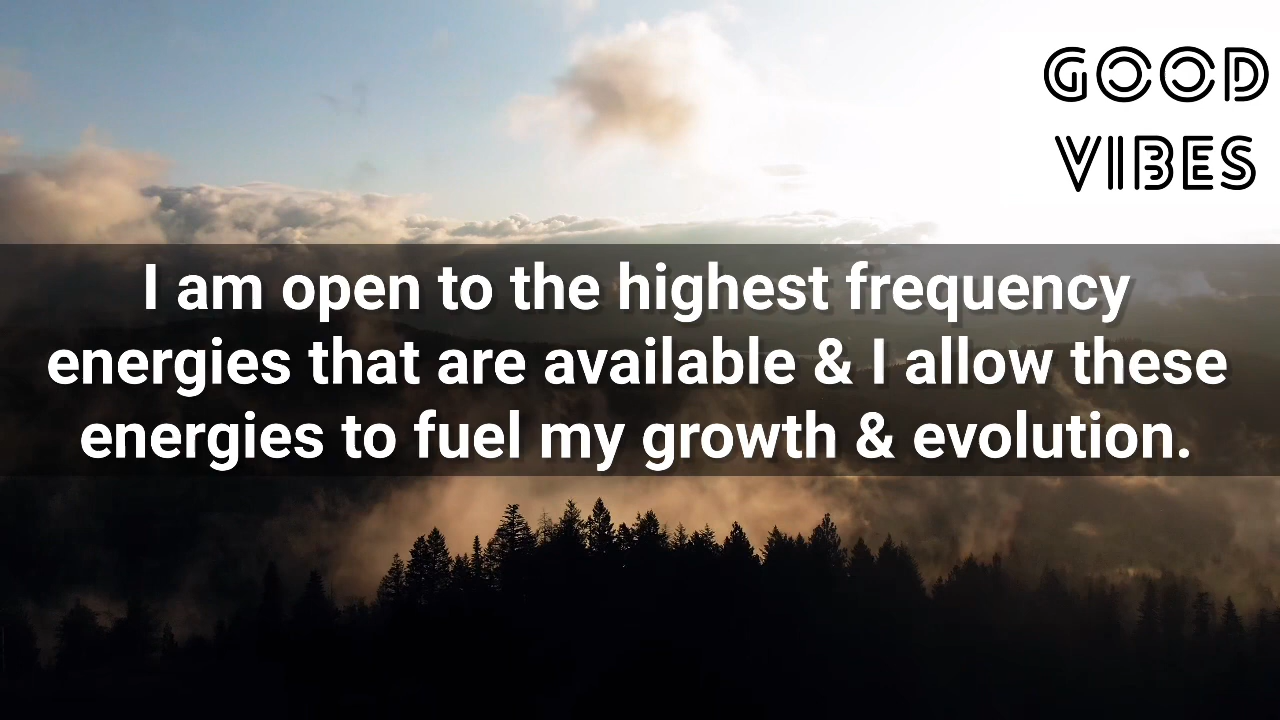 GOOD
VIBES
I am open to the highest frequency
energies that are available & I allow these
energies to fuel my growth & evolution.